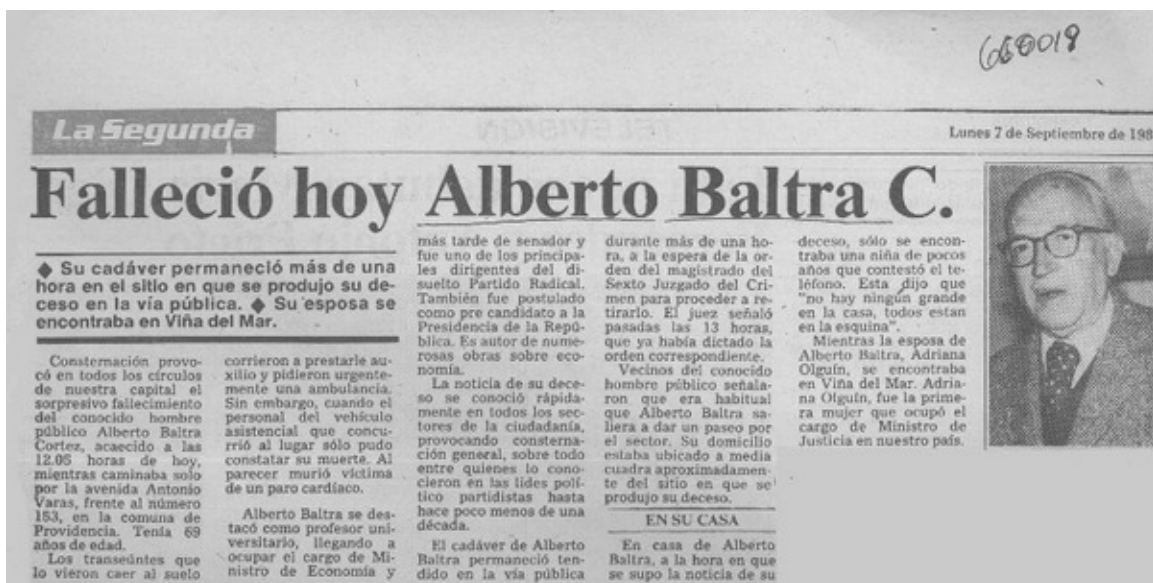 660019
La Segunda
Lunes 7 de Septiembre de 198
Falleció hoy Alberto Baltra C.
◆ Su cadáver permaneció más de una
hora en el sitio en que se produjo su de-
ceso en la vía pública. ◆ Su esposa se
encontraba en Viña del Mar.
Consternación provo-
có en todos los círculos
de nuestra capital el
sorpresivo fallecimiento
del conocido hombre
público Alberto Baltra
Cortez, acaecido a las
12.05 horas de hoy,
mientras caminaba solo
por la avenida Antonio
Varas, frente al número
153, en la comuna de
Providencia. Tenía 69
años de edad.
Los transeúntes que
lo vieron caer al suelo
corrieron a prestarle au-
xilio y pidieron urgente-
mente una ambulancia.
Sin embargo, cuando el
personal del vehículo
asistencial que concu-
rrió al lugar sólo pudo
constatar su muerte. Al
parecer murió víctima
de un paro cardíaco.
Alberto Baltra se des-
tacó como profesor uni-
versitario, llegando a
ocupar el cargo de Mi-
nistro de Economía y
más tarde de senador y
fue uno de los principa-
les dirigentes del di-
suelto Partido Radical.
También fue postulado
como pre candidato a la
Presidencia de la Repú-
blica. Es autor de nume-
rosas obras sobre eco-
nomía.
La noticia de su dece-
so se conoció rápida-
mente en todos los sec-
tores de la ciudadanía,
provocando consterna-
ción general, sobre todo
entre quienes lo cono-
cieron en las lides polí-
tico partidistas hasta
hace poco menos de una
década.
El cadáver de Alberto
Baltra permaneció ten-
dido en la vía pública
durante más de una ho-
ra, a la espera de la or-
den del magistrado del
Sexto Juzgado del Cri-
men para proceder a re-
tirarlo. El juez señaló
pasadas las 13 horas,
que ya había dictado la
orden correspondiente.
Vecinos del conocido
hombre público señala-
ron que era habitual
que Alberto Baltra sa-
liera a dar un paseo por
el sector. Su domicilio
estaba ubicado a media
cuadra aproximadamen-
te del sitio en que se
produjo su deceso.
EN SU CASA
En casa de Alberto
Baltra, a la hora en que
se supo la noticia de su
deceso, sólo se encon-
traba una niña de pocos
años que contestó el te-
léfono. Esta dijo que
"no hay ningún grande
en la casa, todos estan
en la esquina".
Mientras la esposa de
Alberto Baltra, Adriana
Olguín, se encontraba
en Viña del Mar. Adria-
na Olguín, fue la prime-
ra mujer que ocupó el
cargo de Ministro de
Justicia en nuestro país.